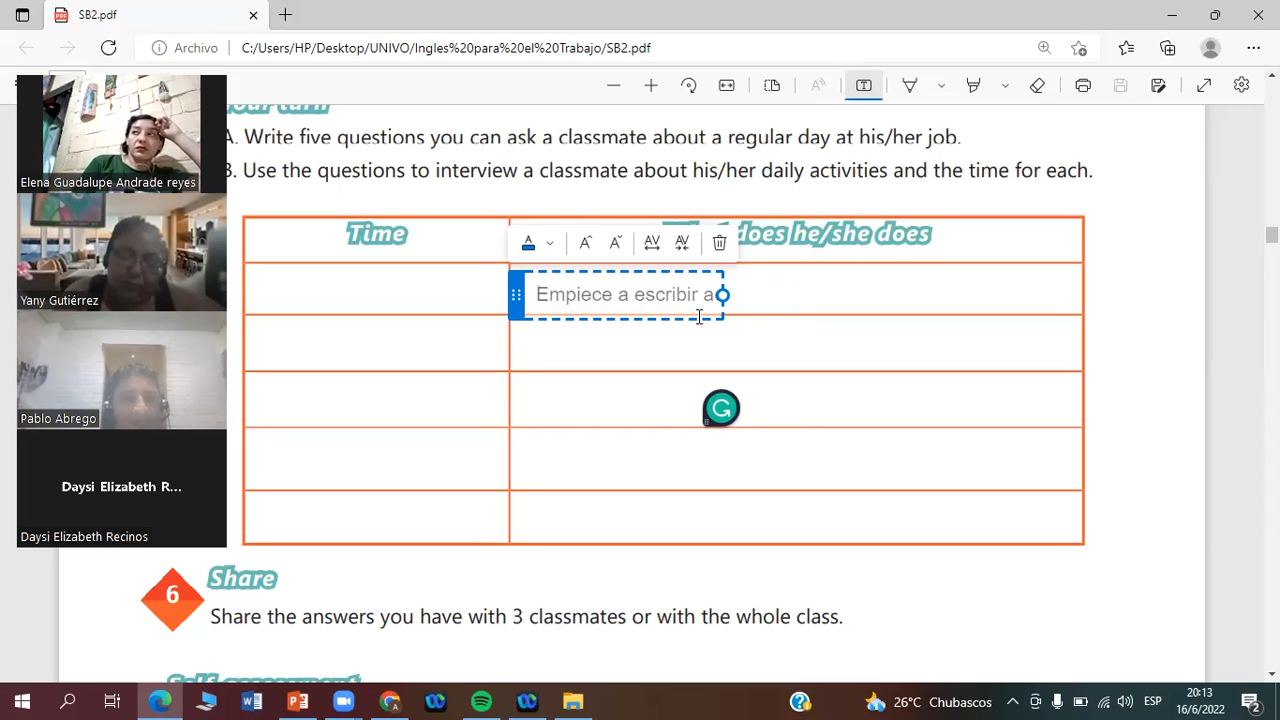 SB2.pdf
Archivo
C:/Users/HP/Desktop/UNIVO/Ingles%20para%20el%20Trabajo/SB2.pdf
A. Write five questions you can ask a classmate about a regular day at his/her job.
B. Use the questions to interview a classmate about his/her daily activities and the time for each.
Time
does he/she does
Empiece a escribir a
Elena Guadalupe Andrade reyes
Yany Gutiérrez
Pablo Abrego
Daysi Elizabeth R...
Daysi Elizabeth Recinos
6
Share
Share the answers you have with 3 classmates or with the whole class.
Self-assessment
26°C Chubascos
ESP
20:13
16/6/2022
2